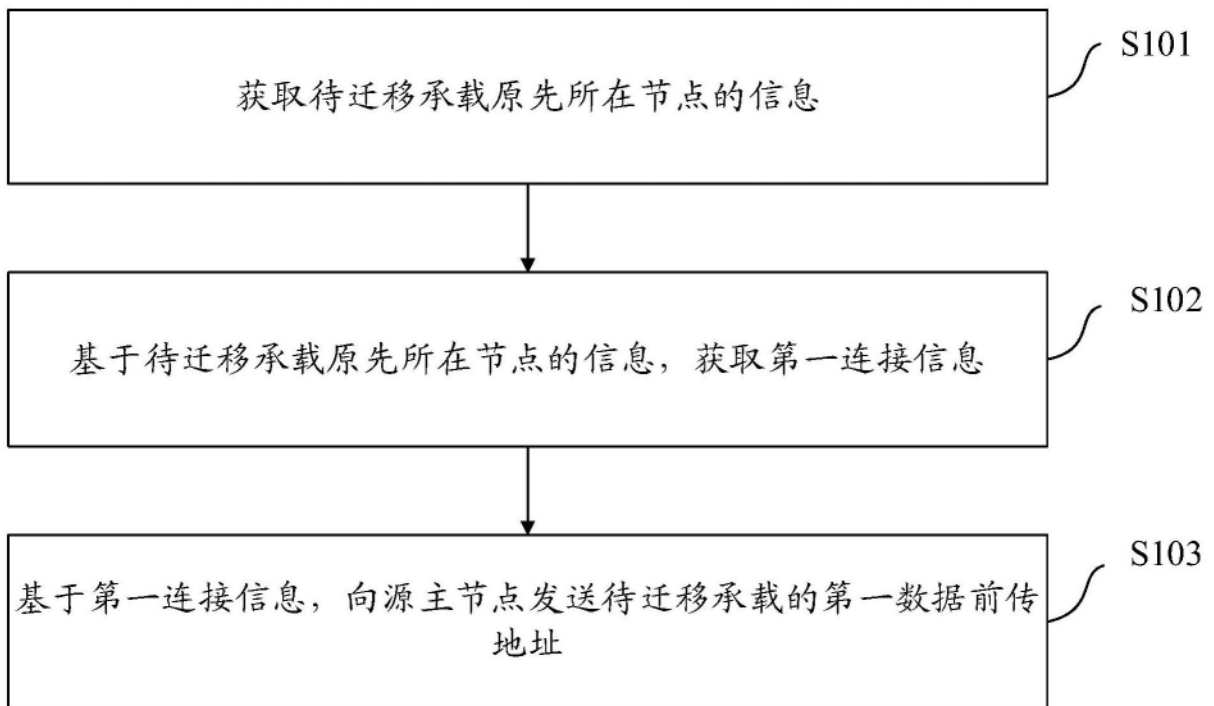 S101
获取待迁移承载原先所在节点的信息
S102
基于待迁移承载原先所在节点的信息，获取第一连接信息
S103
基于第一连接信息，向源主节点发送待迁移承载的第一数据前传
地址